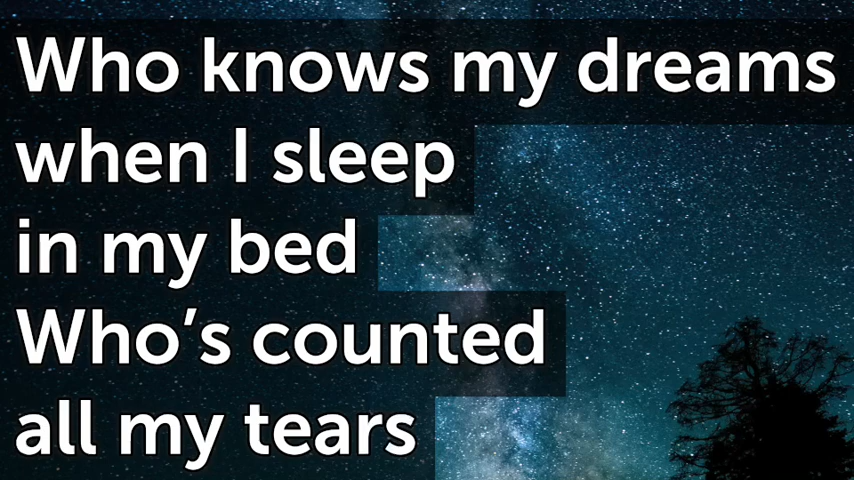 Who knows my dreams
when I sleep
in my bed
Who’s counted
all my tears